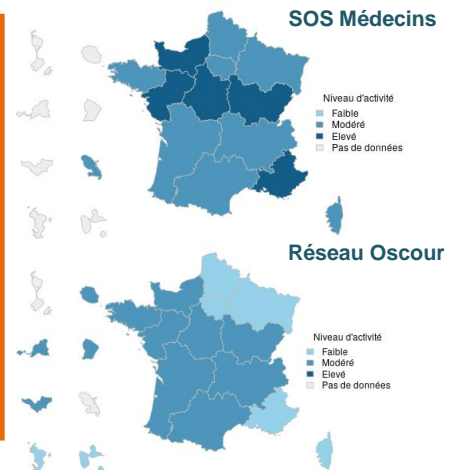 SOS Médecins
Niveau d'activité
Faible
Modéré
Elevé
Pas de données
Réseau Oscour
Niveau d'activité
Faible
Modéré
Elevé
Pas de données